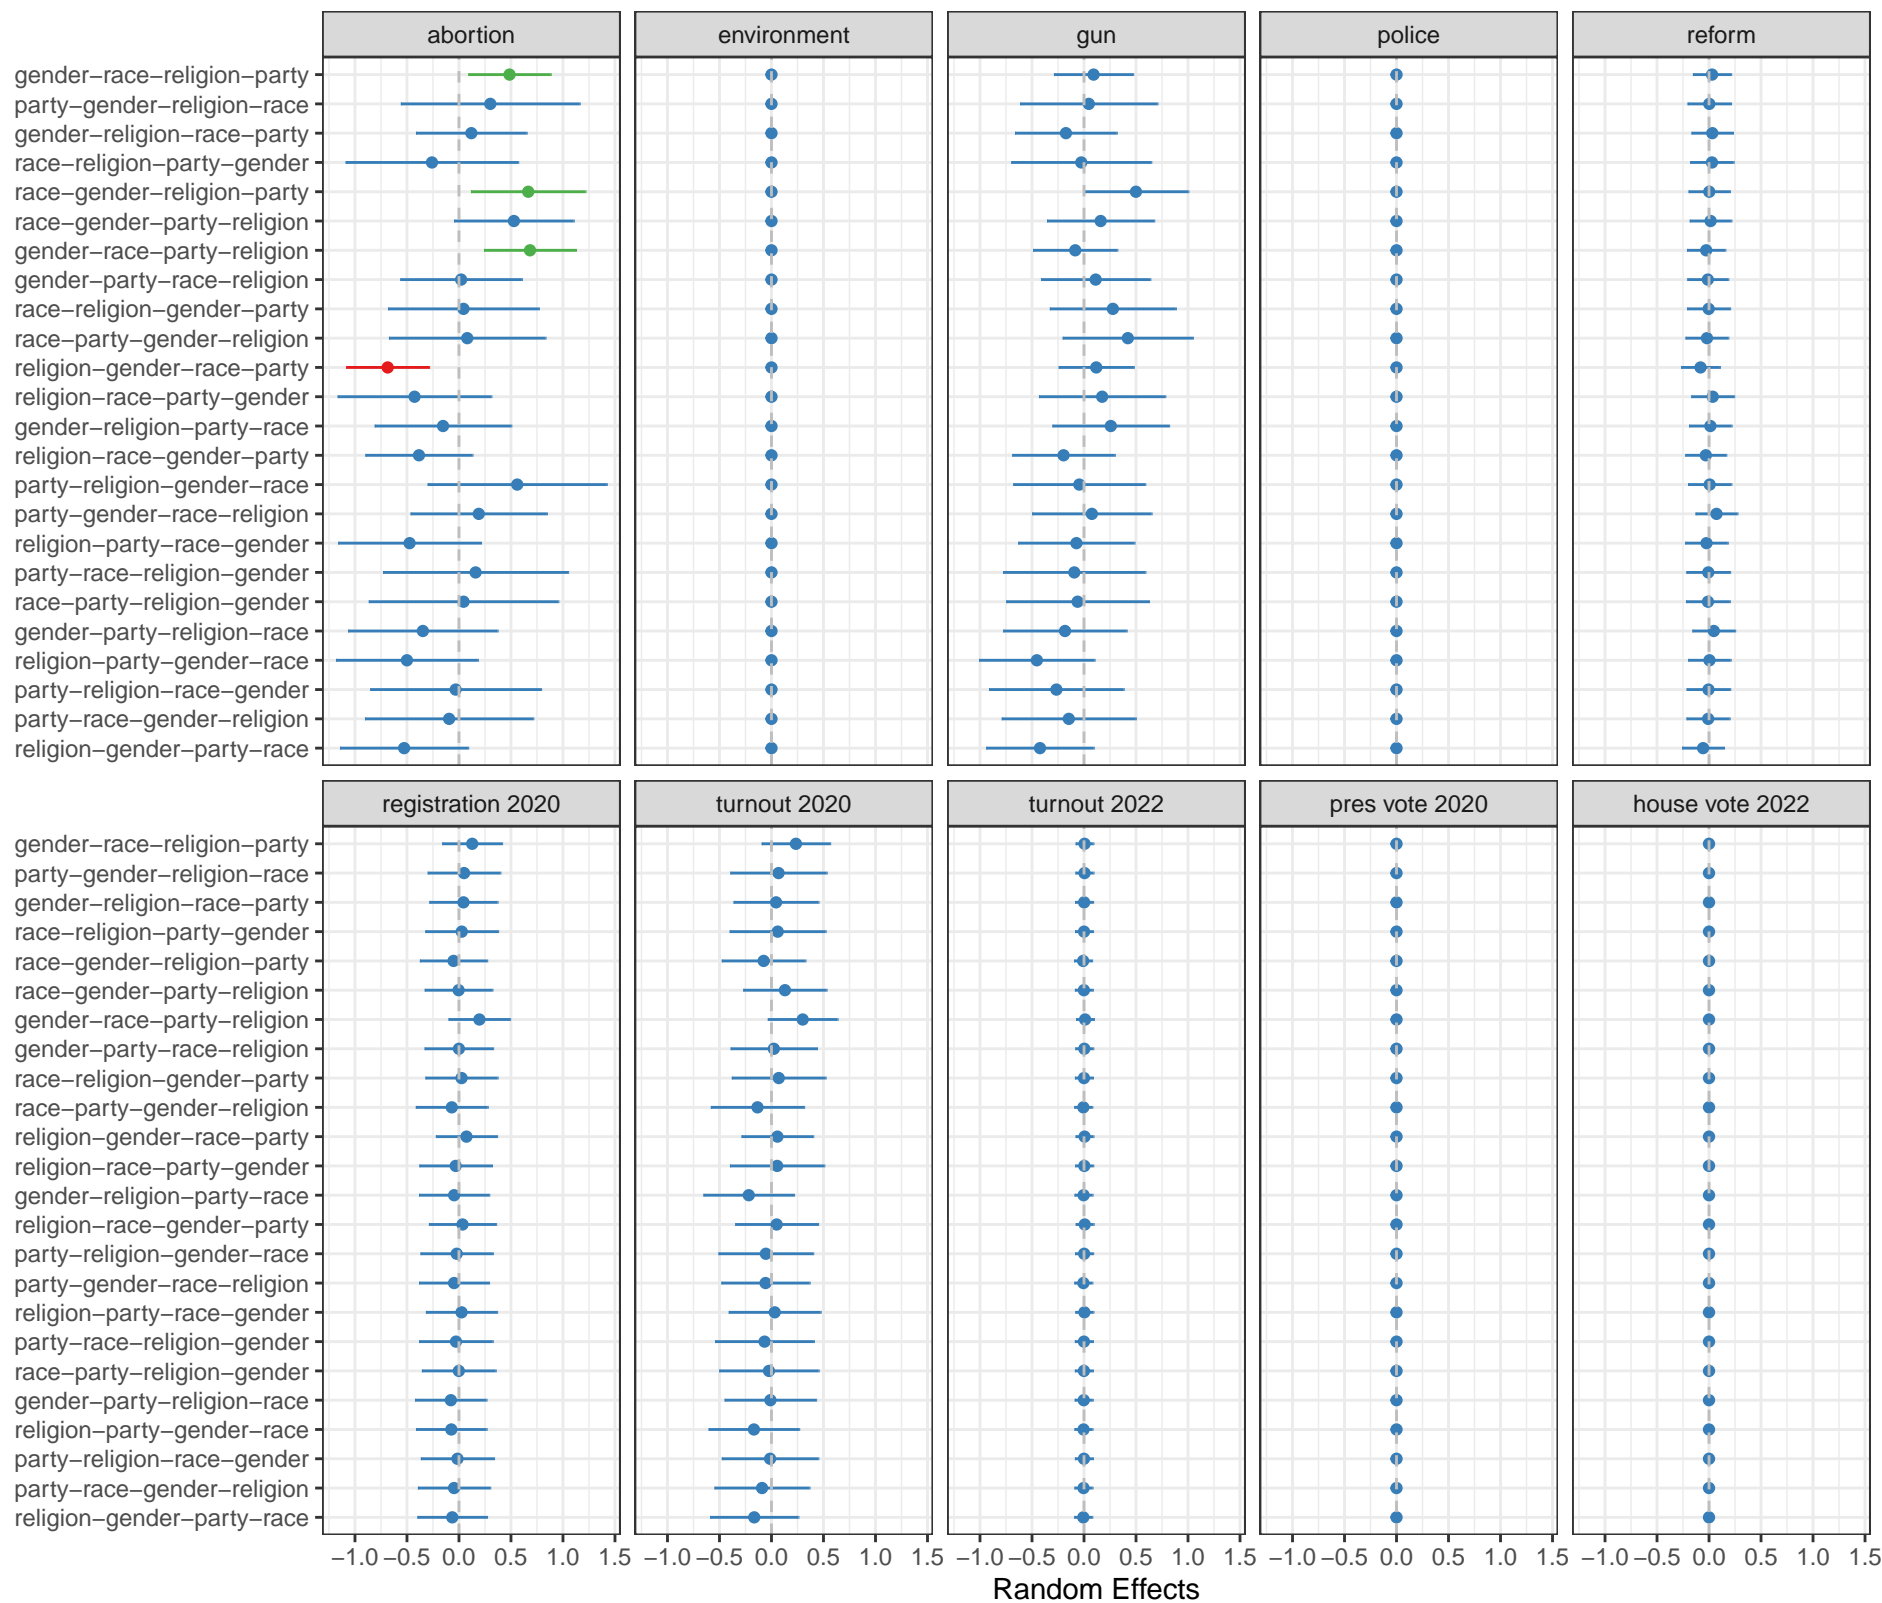 abortion environment gun police reform
gender−race−religion−party
party−gender−religion−race
gender−religion−race−party
race−religion−party−gender
race−gender−religion−party
race−gender−party−religion
gender−race−party−religion
gender−party−race−religion
race−religion−gender−party
race−party−gender−religion
religion−gender−race−party
religion−race−party−gender
gender−religion−party−race
religion−race−gender−party
party−religion−gender−race
party−gender−race−religion
religion−party−race−gender
party−race−religion−gender
race−party−religion−gender
gender−party−religion−race
religion−party−gender−race
party−religion−race−gender
party−race−gender−religion
religion−gender−party−race
registration 2020 turnout 2020 turnout 2022 pres vote 2020 house vote 2022
gender−race−religion−party
party−gender−religion−race
gender−religion−race−party
race−religion−party−gender
race−gender−religion−party
race−gender−party−religion
gender−race−party−religion
gender−party−race−religion
race−religion−gender−party
race−party−gender−religion
religion−gender−race−party
religion−race−party−gender
gender−religion−party−race
religion−race−gender−party
party−religion−gender−race
party−gender−race−religion
religion−party−race−gender
party−race−religion−gender
race−party−religion−gender
gender−party−religion−race
religion−party−gender−race
party−religion−race−gender
party−race−gender−religion
religion−gender−party−race
−1.0 −0.5 0.0 0.5 1.0 1.5 −1.0 −0.5 0.0 0.5 1.0 1.5 −1.0 −0.5 0.0 0.5 1.0 1.5 −1.0 −0.5 0.0 0.5 1.0 1.5 −1.0 −0.5 0.0 0.5 1.0 1.5
Random Effects